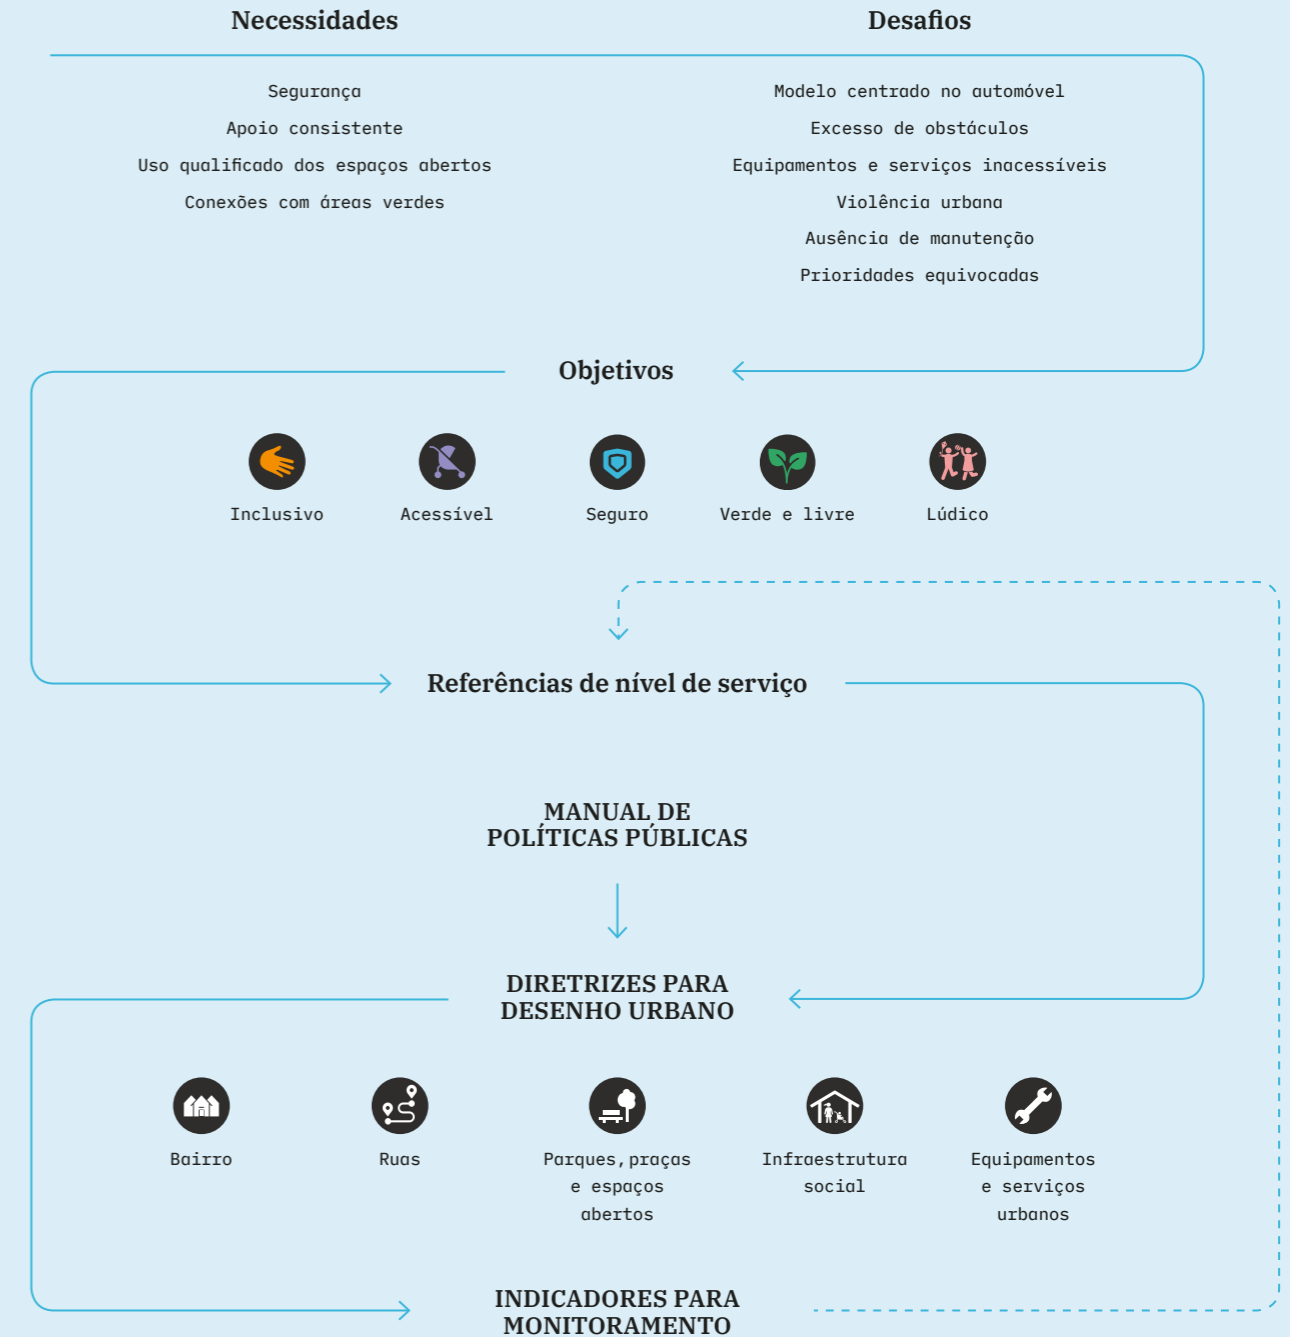 Necessidades
Desafios
Segurança
Apoio consistente
Uso qualificado dos espaços abertos
Conexões com áreas verdes
Modelo centrado no automóvel
Excesso de obstáculos
Equipamentos e serviços inacessíveis
Violência urbana
Ausência de manutenção
Prioridades equivocadas
Objetivos
Inclusivo
Acessível
Seguro
Verde e livre
Lúdico
Referências de nível de serviço
MANUAL DE
POLÍTICAS PÚBLICAS
DIRETRIZES PARA
DESENHO URBANO
Bairro
Ruas
Parques, praças
e espaços
abertos
Infraestrutura
social
Equipamentos
e serviços
urbanos
INDICADORES PARA
MONITORAMENTO